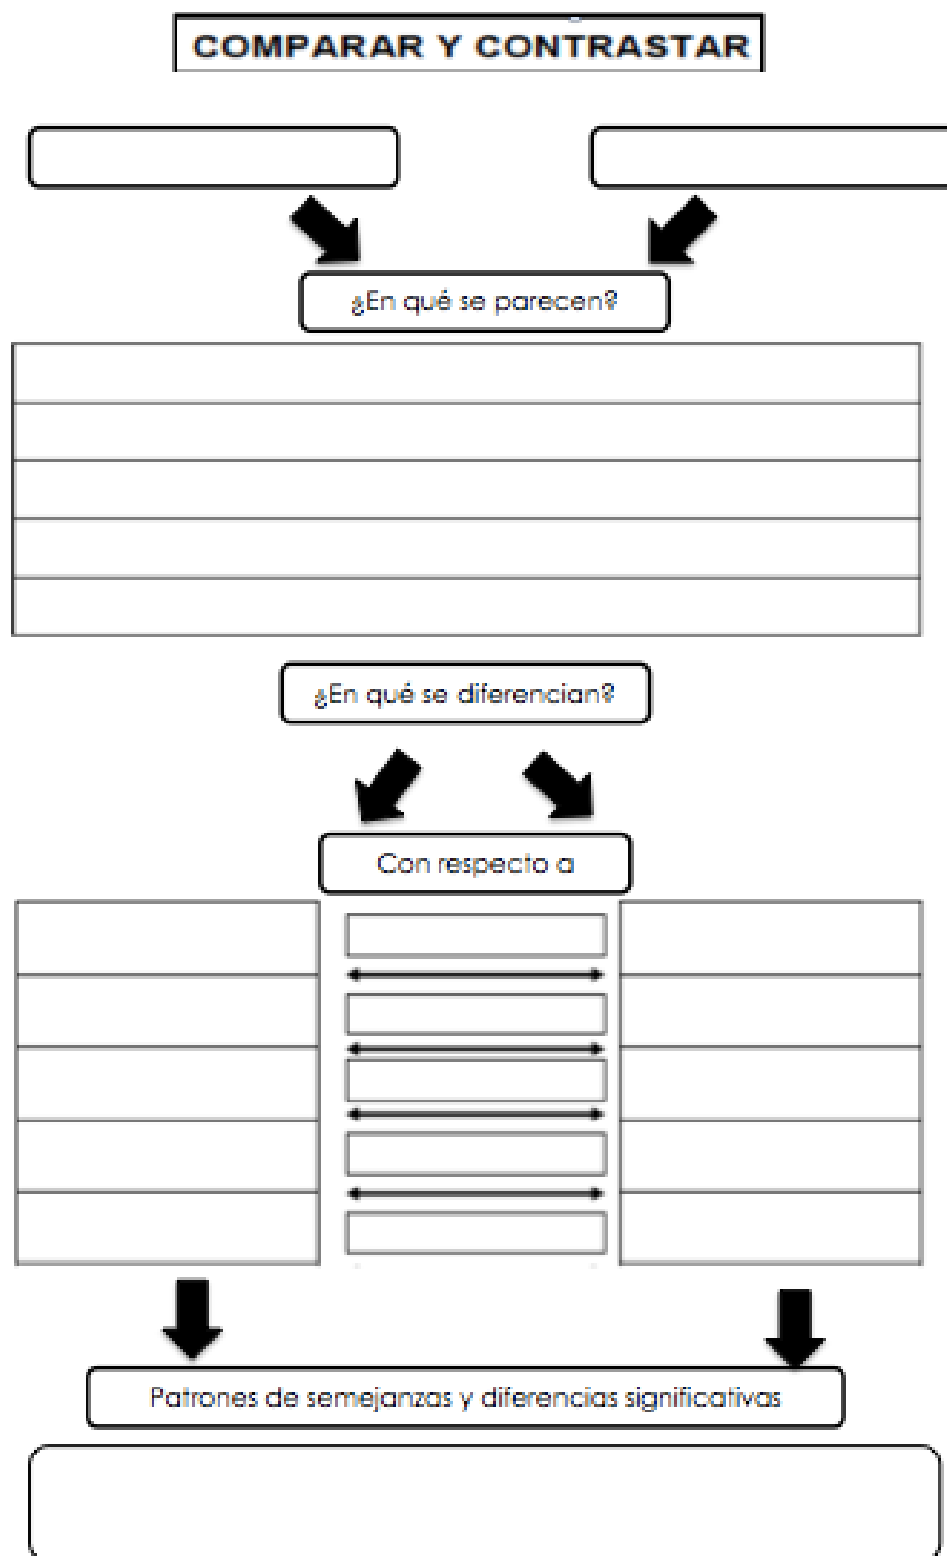 COMPARAR Y CONTRASTAR
¿En qué se parecen?
¿En qué se diferencian?
Con respecto a
Patrones de semejanzas y diferencias significativas